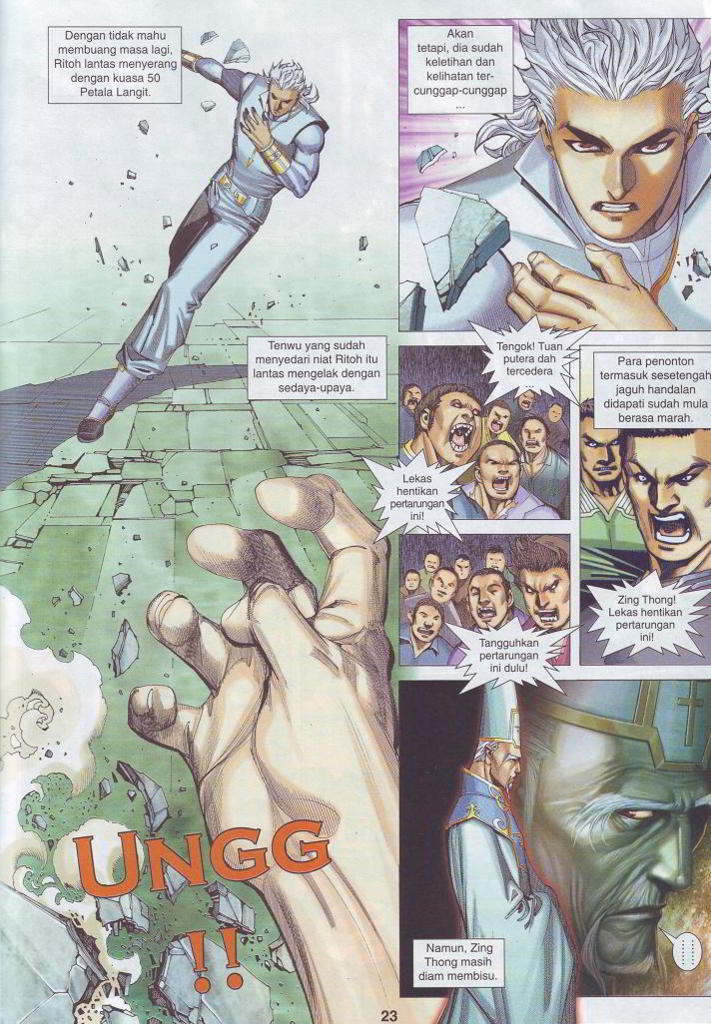 Dengan tidak mahu
membuang masa lagi,
Ritoh lantas menyerang
dengan kuasa 50
Petala Langit.
Akan
tetapi, dia sudah
keletihan dan
kelihatan ter-
cunggap-cunggap
...
Tenwu yang sudah
menyedari niat Ritoh itu
lantas mengelak dengan
sedaya-upaya.
Tengok! Tuan
putera dah
tercedera
...
Para penonton
termasuk sesetengah
jaguh handalan
didapati sudah mula
berasa marah.
Lekas
hentikan
pertarungan
ini!
Zing Thong!
Lekas hentikan
pertarungan
ini!
Tangguhkan
pertarungan
ini dulu!
UNGG
!!
Namun, Zing
Thong masih
diam membisu.
......
23